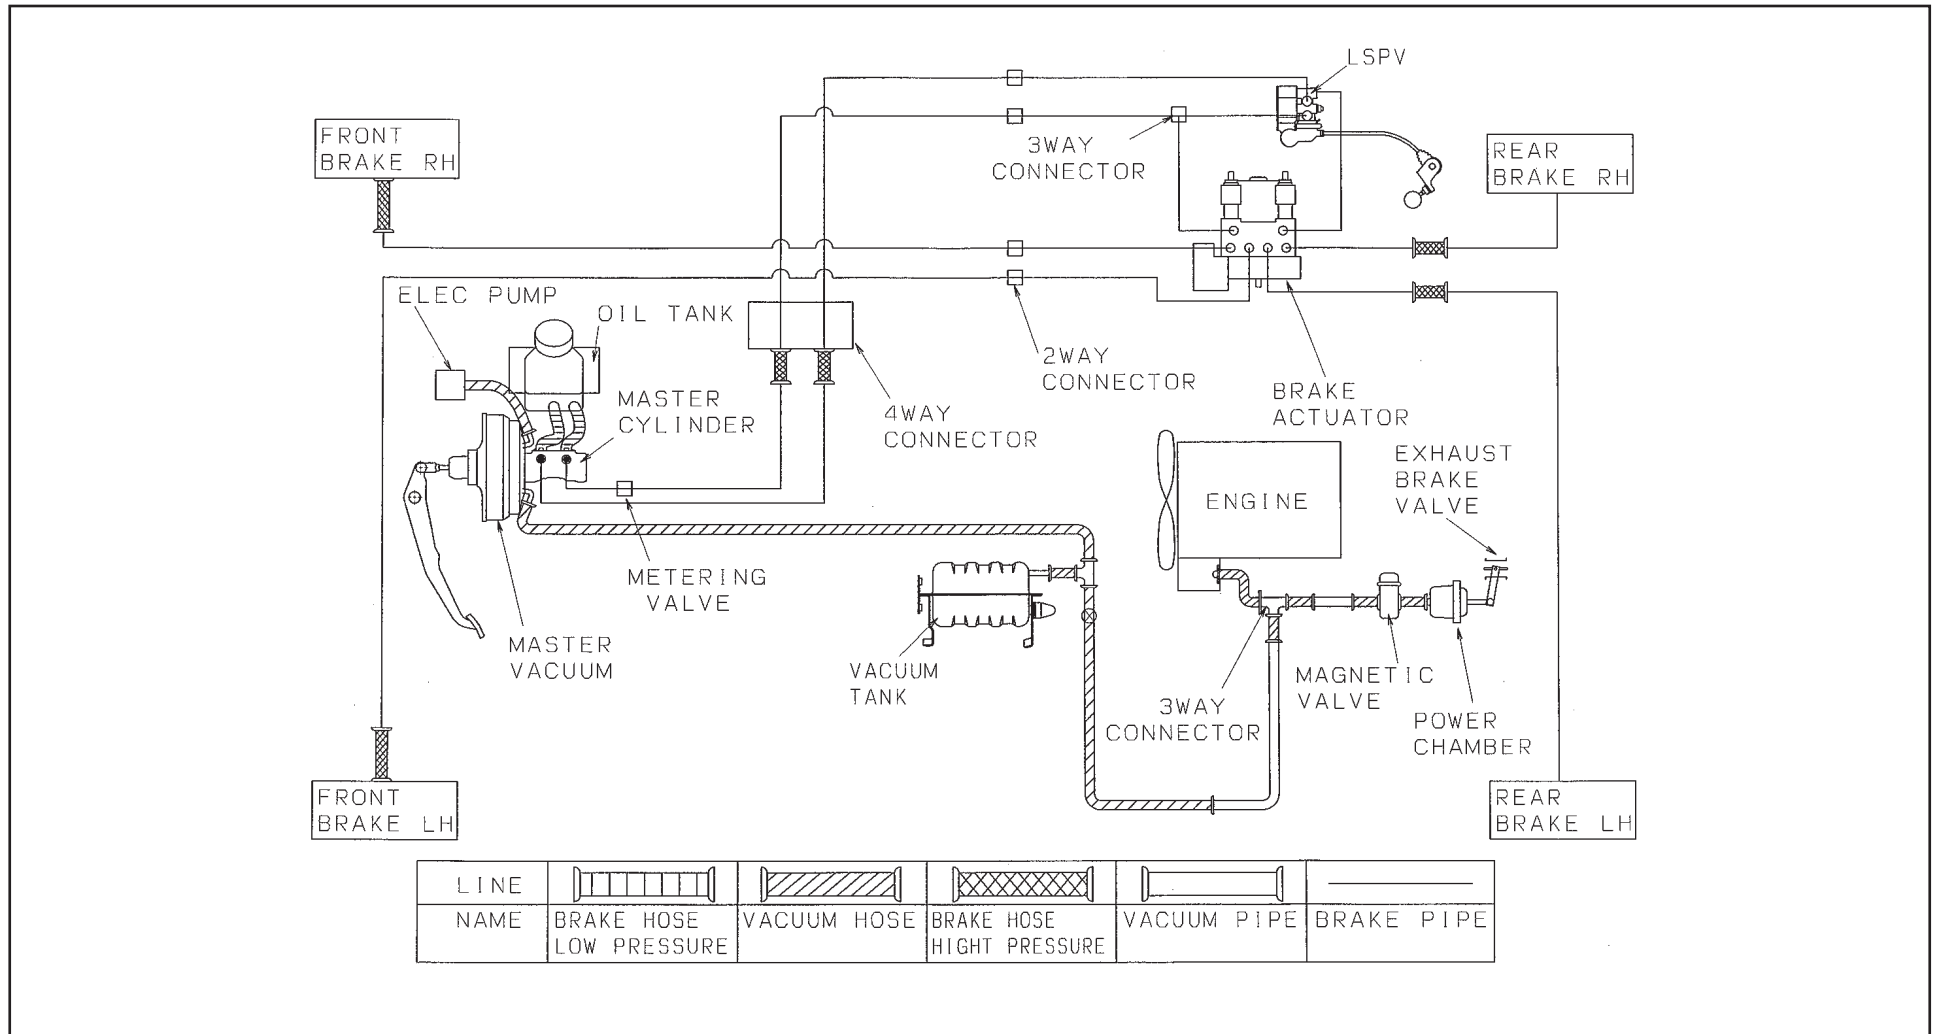 LSPV
FRONT
BRAKE RH
3WAY
CONNECTOR
REAR
BRAKE RH
ELEC PUMP
OIL TANK
2WAY
CONNECTOR
BRAKE
ACTUATOR
MASTER
CYLINDER
4WAY
CONNECTOR
EXHAUST
BRAKE
VALVE
ENGINE
METERING
VALVE
MASTER
VACUUM
VACUUM
TANK
3WAY
CONNECTOR
MAGNETIC
VALVE
POWER
CHAMBER
FRONT
BRAKE LH
REAR
BRAKE LH
LINE
NAME
BRAKE HOSE
LOW PRESSURE
VACUUM HOSE
BRAKE HOSE
HIGHT PRESSURE
VACUUM PIPE
BRAKE PIPE